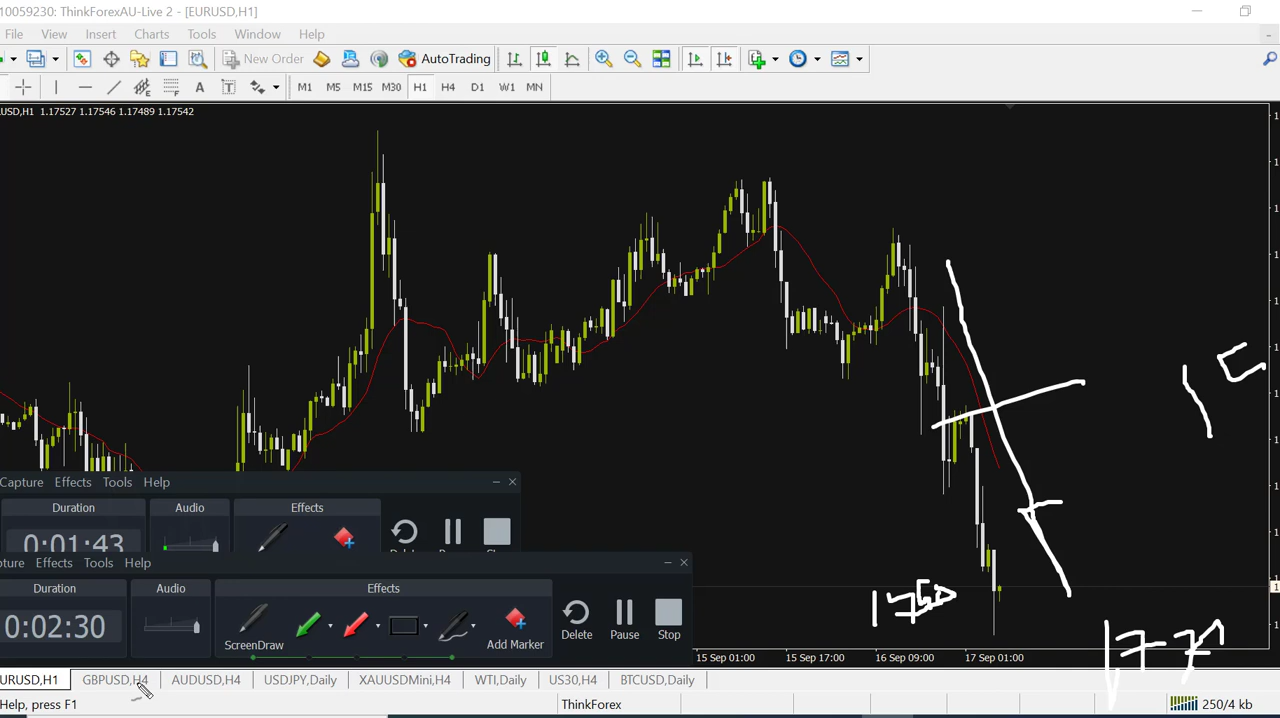 10059230: ThinkForexAU-Live 2 - [EURUSD,H1]
File View Insert Charts Tools Window Help
New Order AutoTrading
M1 M5 M15 M30 H1 H4 D1 W1 MN
USD,H1 1.17527 1.17546 1.17489 1.17542
15
Capture Effects Tools Help
Duration Audio Effects
0:01:43
pture Effects Tools Help
Duration Audio Effects
0:02:30
ScreenDraw Add Marker Delete Pause Stop
1750
15 Sep 01:00 15 Sep 17:00 16 Sep 09:00 17 Sep 01:00
URUSD,H1 GBPUSD,H4 AUDUSD,H4 USDJPY,Daily XAUUSDMini,H4 WTI,Daily US30,H4 BTCUSD,Daily
Help, press F1 ThinkForex 250/4 kb